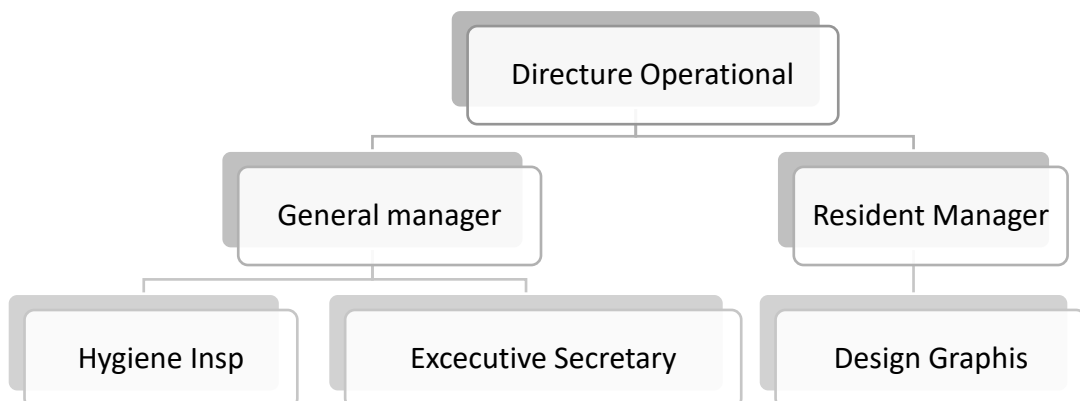 Directure Operational
General manager
Resident Manager
Hygiene Insp
Excecutive Secretary
Design Graphis